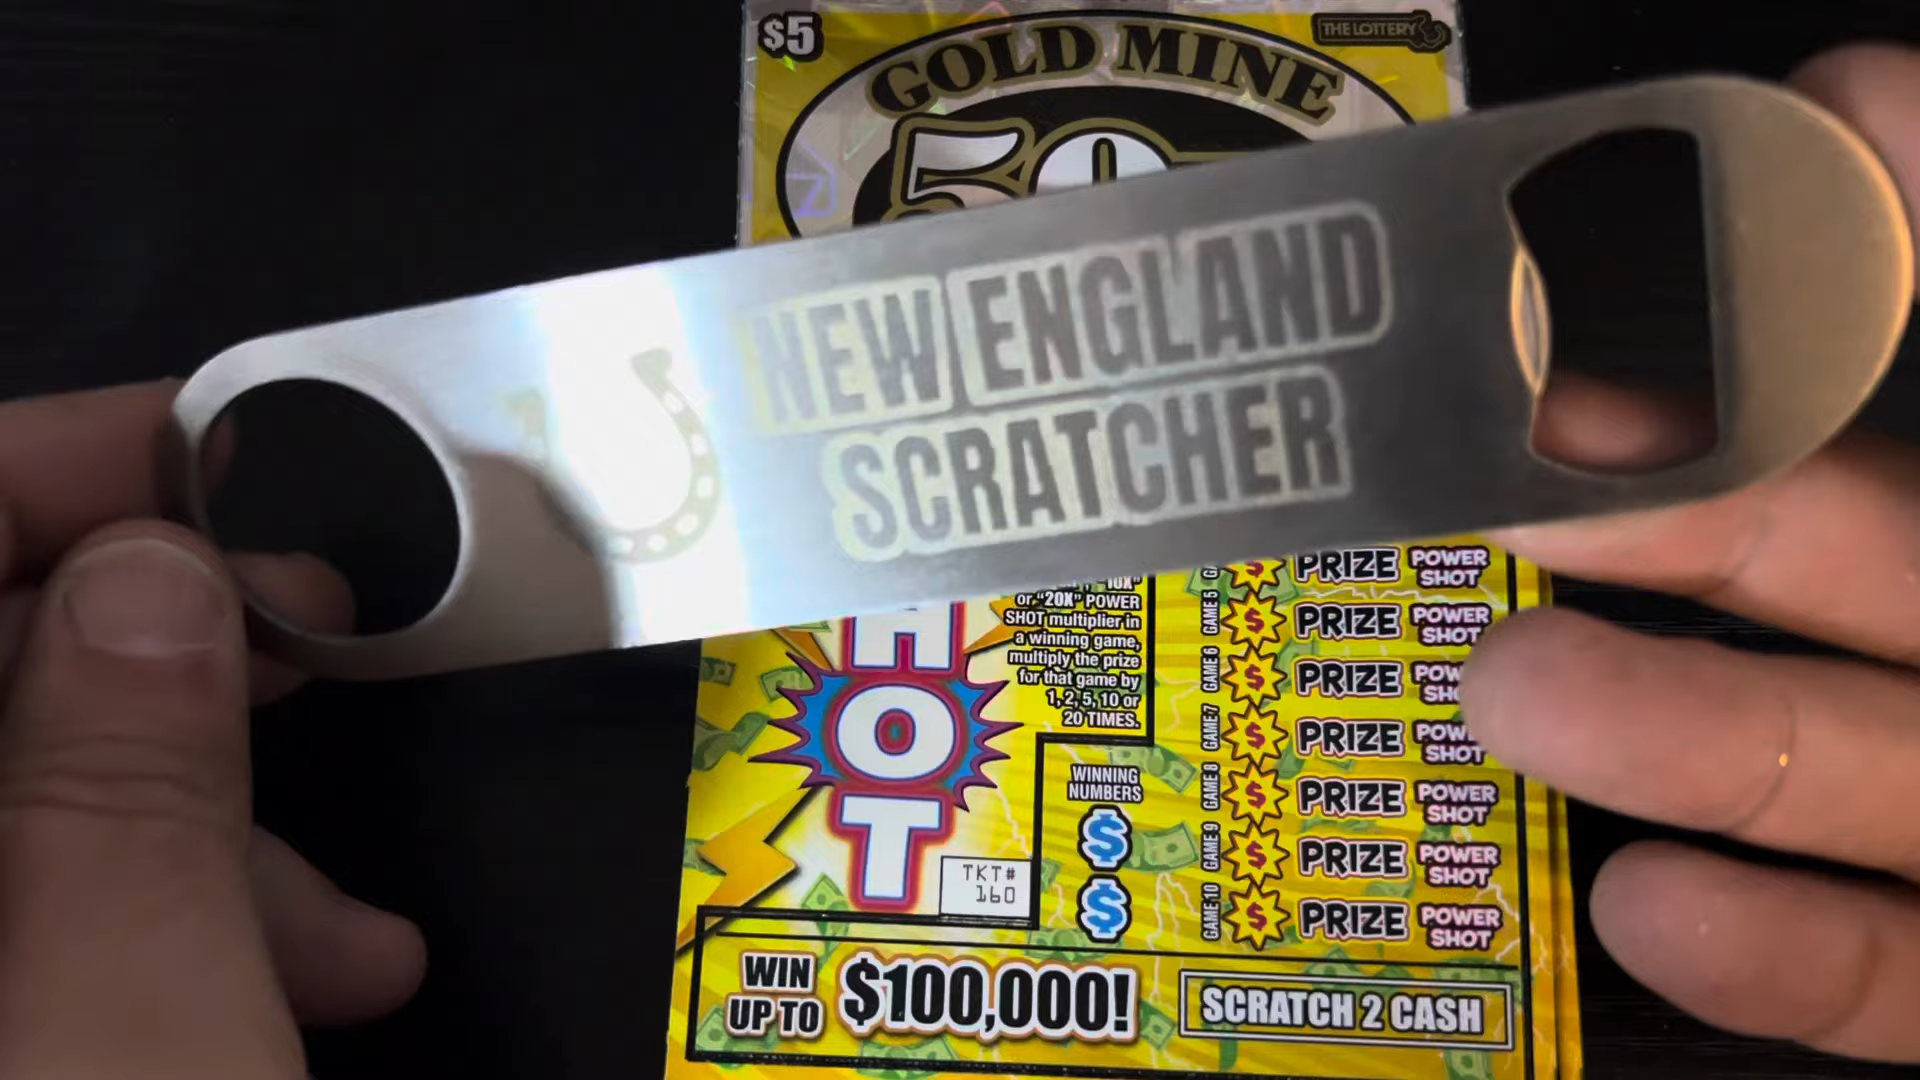 $5
THE LOTTERY
GOLD MINE
50
NEW ENGLAND
SCRATCHER
"10X"
or "20X" POWER
SHOT multiplier in
a winning game,
multiply the prize
for that game by
1, 2, 5, 10 or
20 TIMES.
HOT
TKT#
160
WINNING
NUMBERS
$
$
$ PRIZE POWER SHOT
GAME 5 $ PRIZE POWER SHOT
GAME 6 $ PRIZE
GAME 7 $ PRIZE
GAME 8 $ PRIZE POWER SHOT
GAME 9 $ PRIZE POWER SHOT
GAME 10 $ PRIZE POWER SHOT
WIN
UP TO
$100,000!
SCRATCH 2 CASH